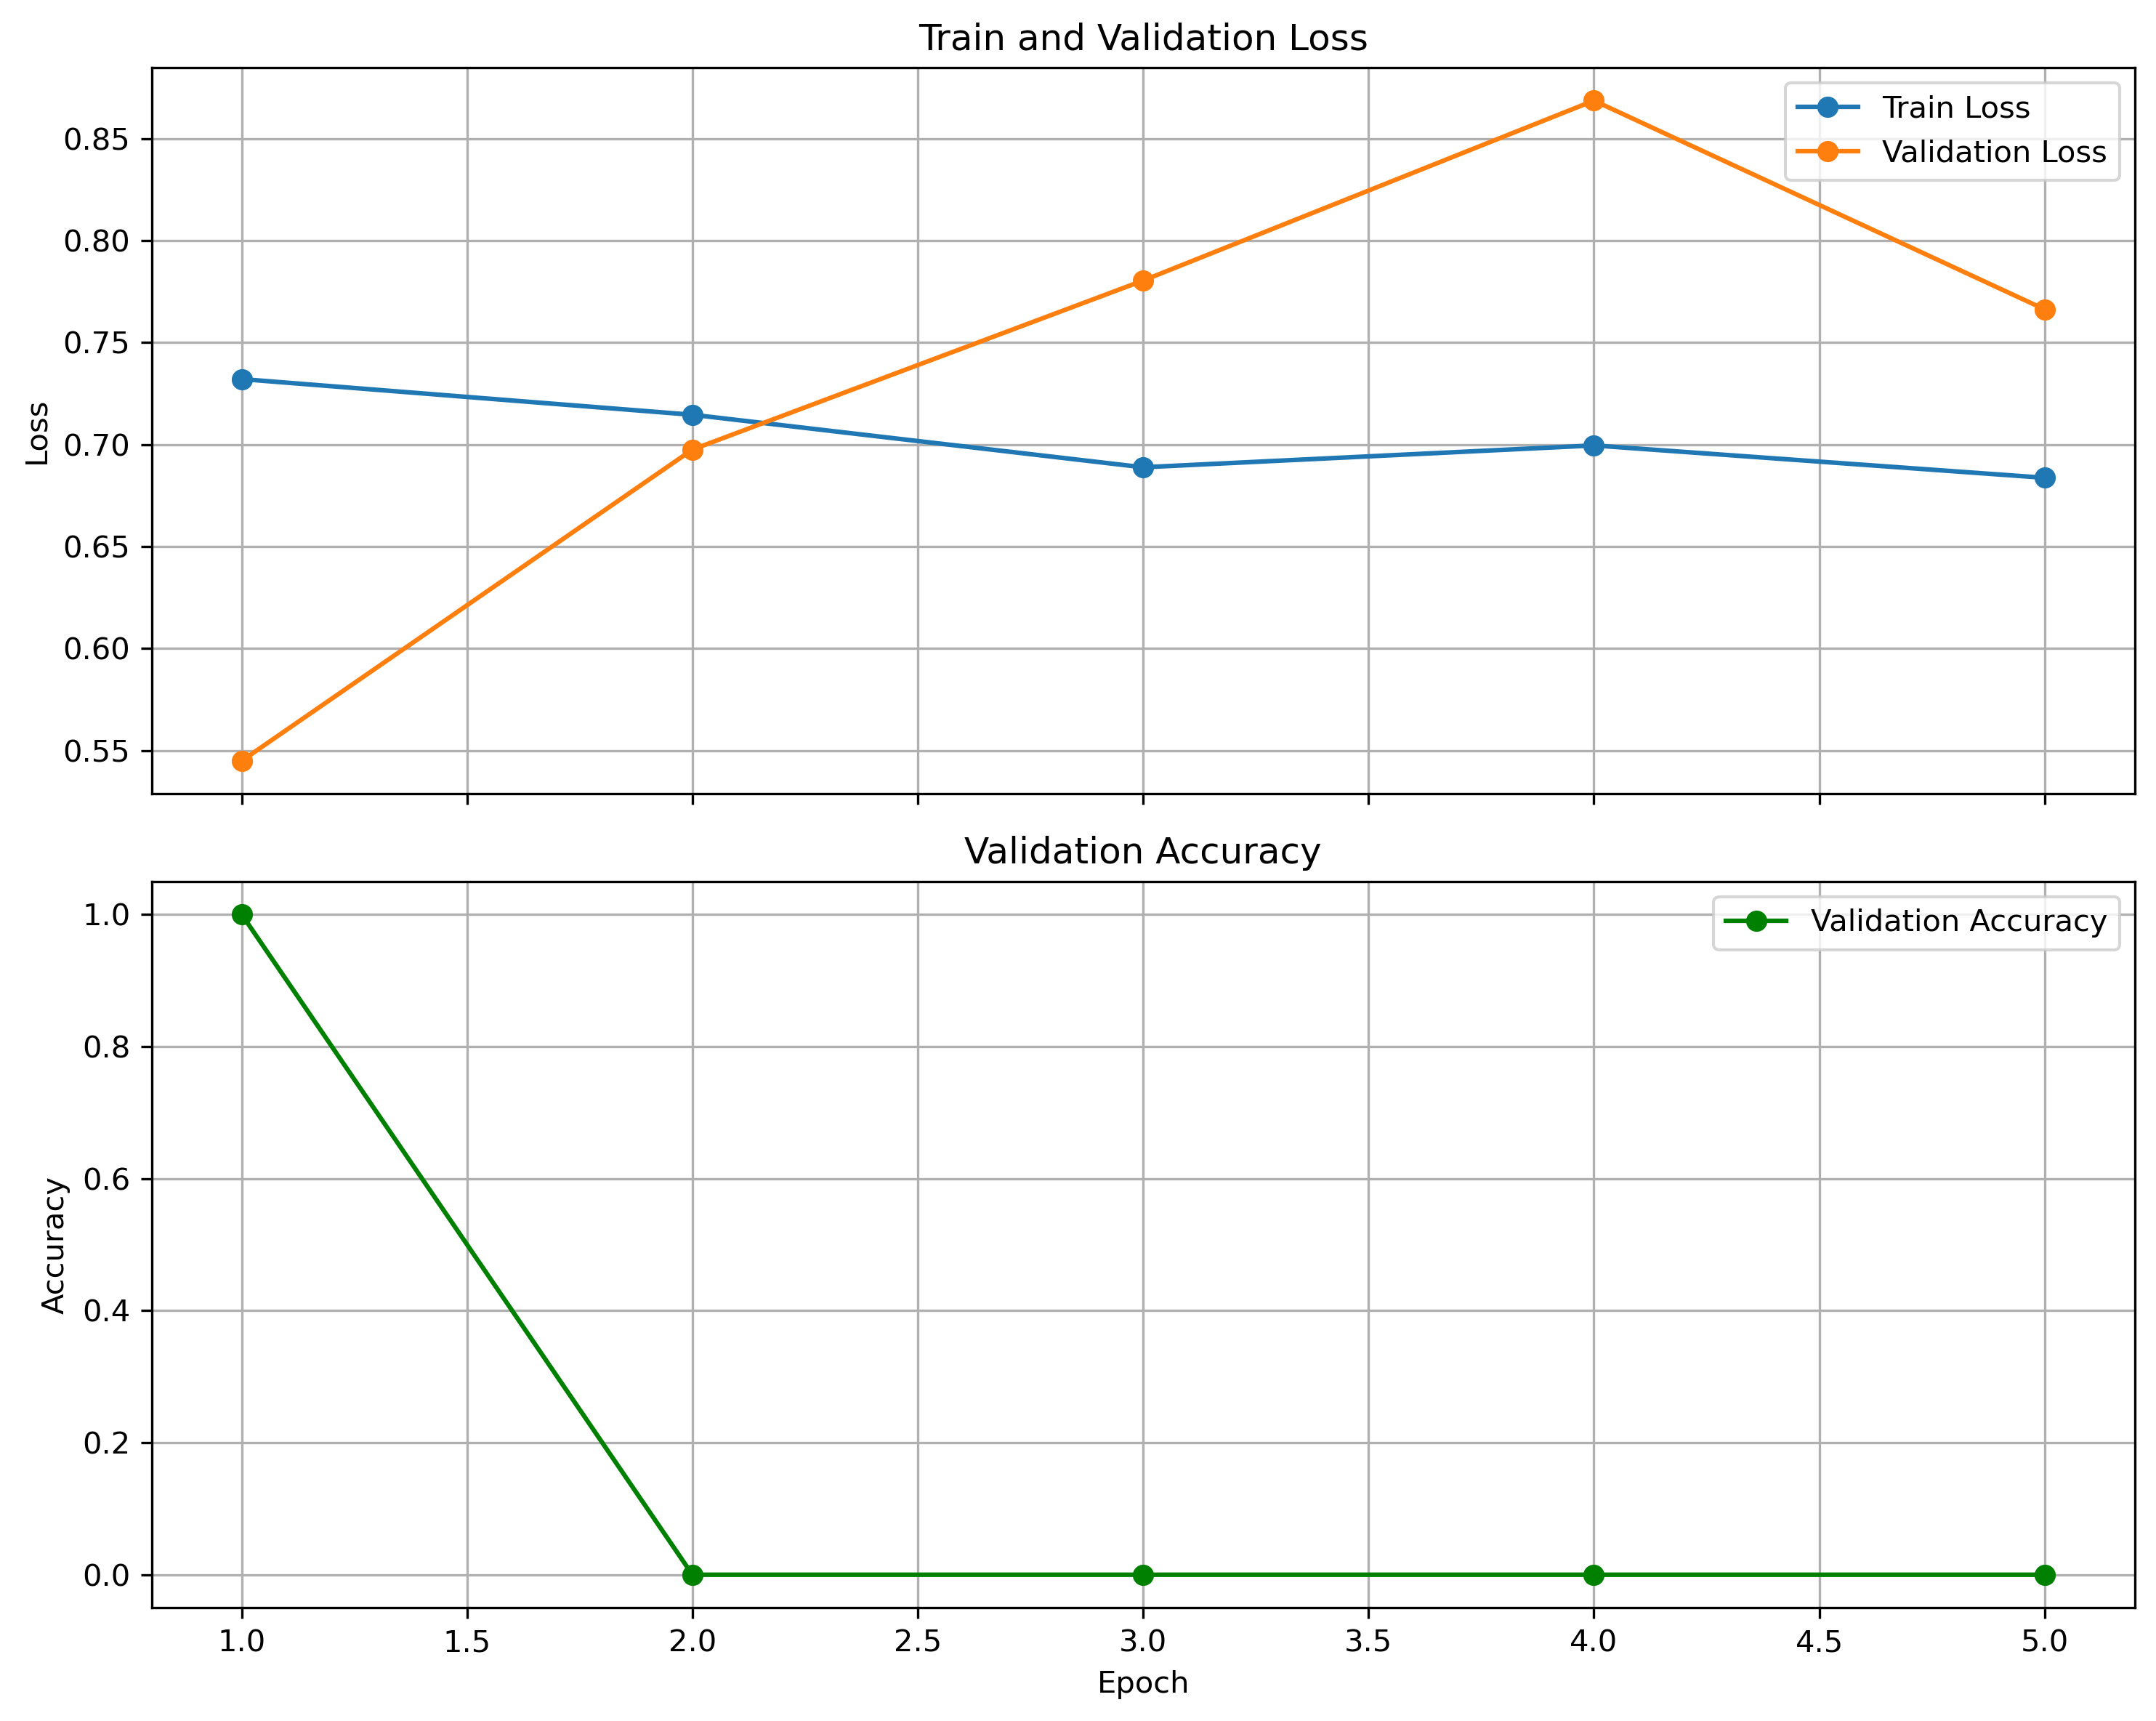 Train and Validation Loss
Train Loss
Validation Loss
0.85
0.80
0.75
0.70
0.65
0.60
0.55
Loss
Validation Accuracy
Validation Accuracy
1.0
0.8
0.6
0.4
0.2
0.0
Accuracy
1.0 1.5 2.0 2.5 3.0 3.5 4.0 4.5 5.0
Epoch